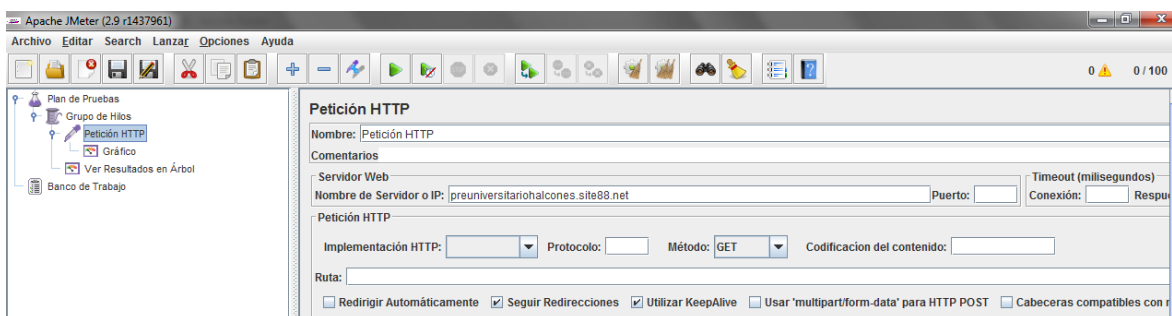 Apache JMeter (2.9 r1437961)
Archivo Editar Search Lanzar Opciones Ayuda
0 0 / 100
Plan de Pruebas
Grupo de Hilos
Petición HTTP
Gráfico
Ver Resultados en Árbol
Banco de Trabajo
Petición HTTP
Nombre: Petición HTTP
Comentarios
Servidor Web
Nombre de Servidor o IP: preuniversitariohalcones.site88.net Puerto:
Timeout (milisegundos)
Conexión: Respu
Petición HTTP
Implementación HTTP: Protocolo: Método: GET Codificacion del contenido:
Ruta:
Redirigir Automáticamente Seguir Redirecciones Utilizar KeepAlive Usar 'multipart/form-data' para HTTP POST Cabeceras compatibles con